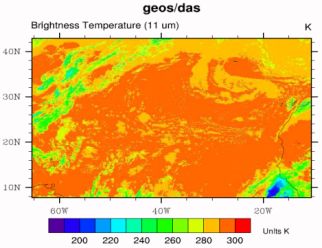 geos/das
Brightness Temperature (11 um) K
40N
30N
20N
10N
60W 40W 20W
200 220 240 260 280 300 Units K